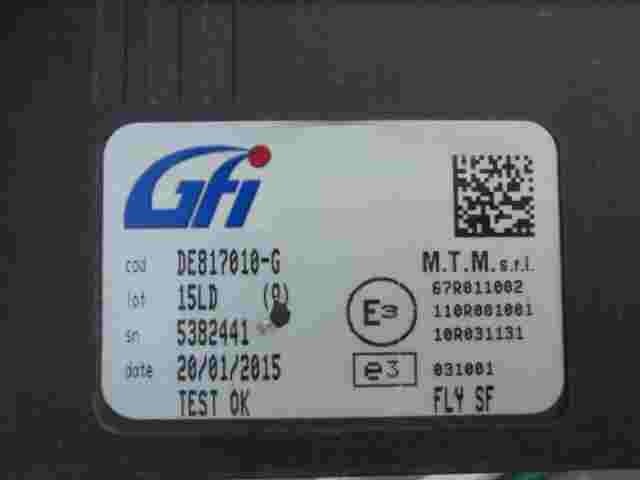 Gfi
cod DE817010-G
lot 15LD (9)
sn 5382441
date 20/01/2015
TEST OK
M.T.M. s.r.l.
67R011002
E3 110R001001
10R031131
e3 031001
FLY SF